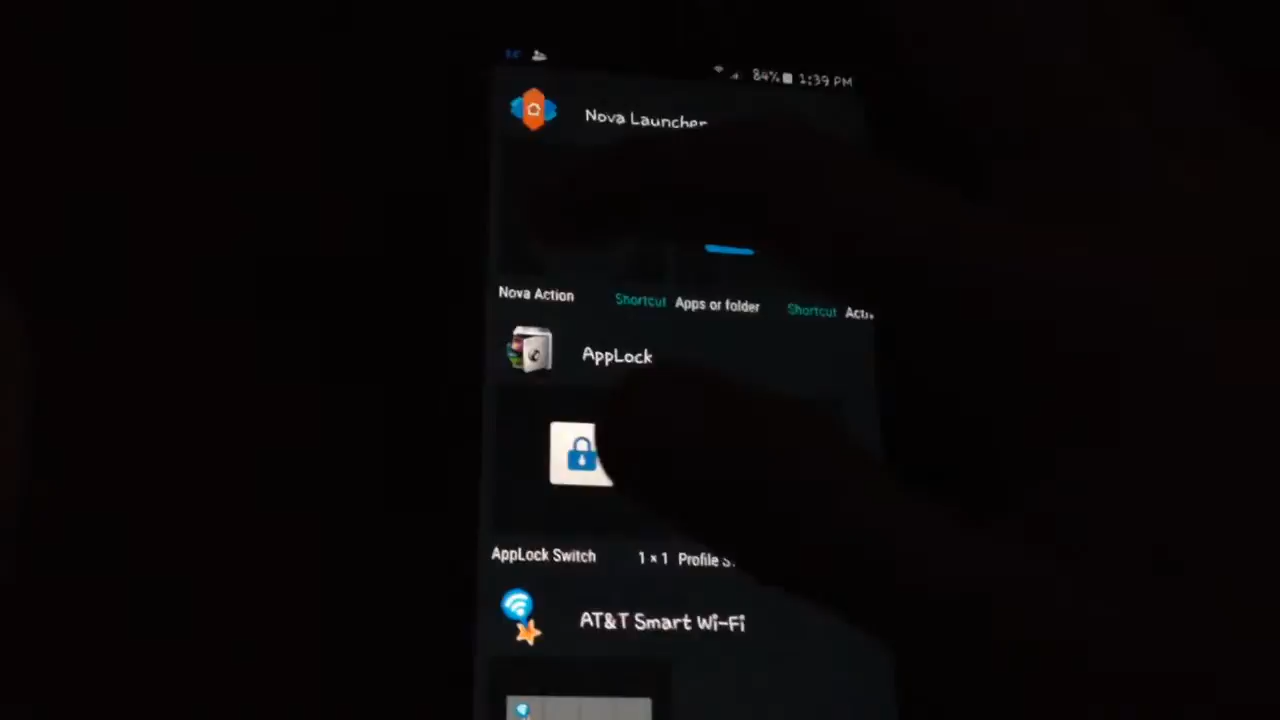 84% 1:39 PM
Nova Launcher
Nova Action Shortcut Apps or folder Shortcut
AppLock
AppLock Switch 1 × 1 Profile
AT&T Smart Wi-Fi